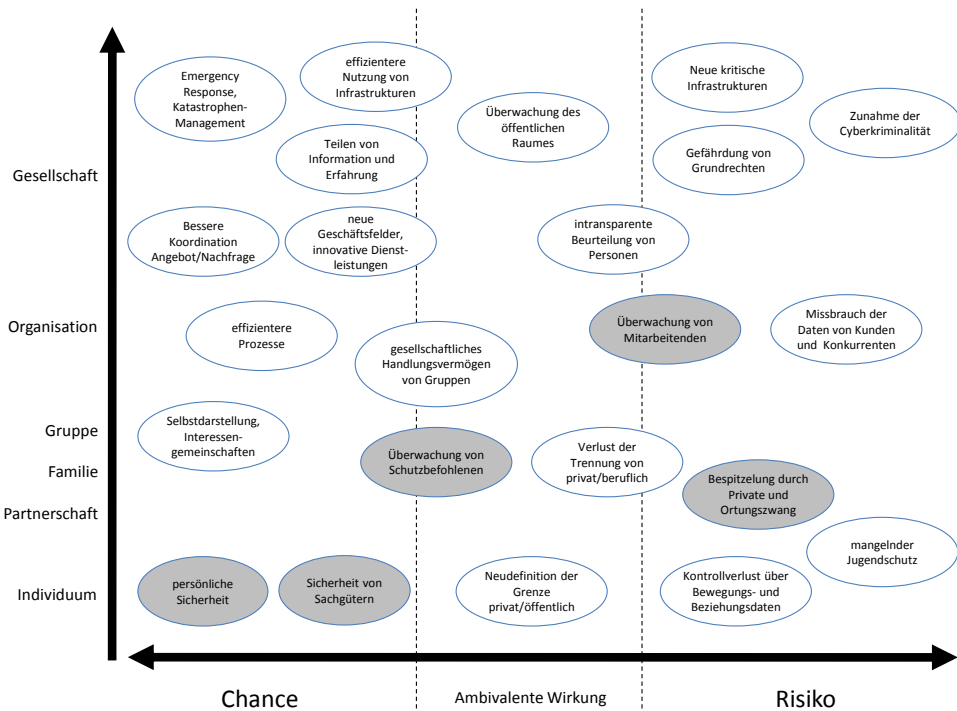 Emergency
Response,
Katastrophen-
Management
effizientere
Nutzung von
Infrastrukturen
Teilen von
Information und
Erfahrung
Überwachung des
öffentlichen
Raumes
Neue kritische
Infrastrukturen
Zunahme der
Cyberkriminalität
Gefährdung von
Grundrechten
Gesellschaft
Bessere
Koordination
Angebot/Nachfrage
neue
Geschäftsfelder,
innovative Dienst-
leistungen
intransparente
Beurteilung von
Personen
Organisation
effizientere
Prozesse
gesellschaftliches
Handlungsvermögen
von Gruppen
Überwachung von
Mitarbeitenden
Missbrauch der
Daten von Kunden
und Konkurrenten
Gruppe
Familie
Partnerschaft
Selbstdarstellung,
Interessen-
gemeinschaften
Überwachung von
Schutzbefohlenen
Verlust der
Trennung von
privat/beruflich
Bespitzelung durch
Private und
Ortungszwang
mangelnder
Jugendschutz
Individuum
persönliche
Sicherheit
Sicherheit von
Sachgütern
Neudefinition der
Grenze
privat/öffentlich
Kontrollverlust über
Bewegungs- und
Beziehungsdaten
Chance
Ambivalente Wirkung
Risiko